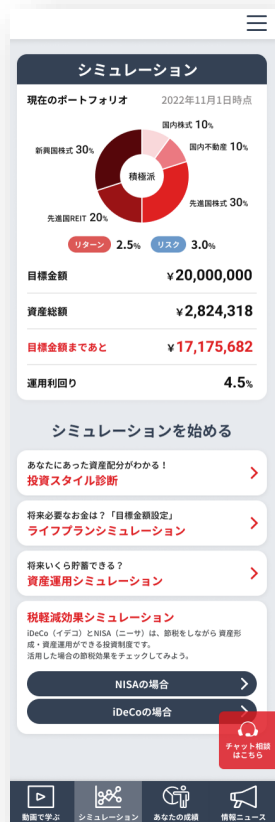 シミュレーション
現在のポートフォリオ 2022年11月1日時点
国内株式 10%
国内不動産 10%
新興国株式 30%
積極派
先進国株式 30%
先進国REIT 20%
リターン 2.5% リスク 3.0%
目標金額 ¥20,000,000
資産総額 ¥2,824,318
目標金額まであと ¥17,175,682
運用利回り 4.5%
シミュレーションを始める
あなたにあった資産配分がわかる！
投資スタイル診断
将来必要なお金は？「目標金額設定」
ライフプランシミュレーション
将来いくら貯蓄できる？
資産運用シミュレーション
税軽減効果シミュレーション
iDeCo（イデコ）とNISA（ニーサ）は、節税をしながら 資産形
成・資産運用ができる投資制度です。
活用した場合の節税効果をチェックしてみよう。
NISAの場合
iDeCoの場合
チャット相談
はこちら
動画で学ぶ シミュレーション あなたの成績 情報ニュース